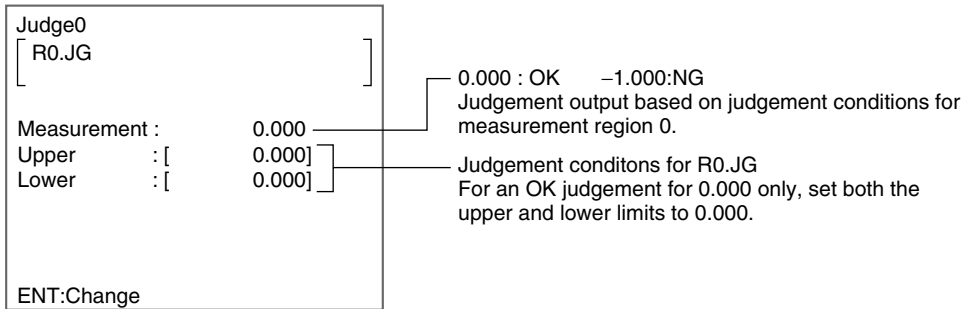 Judge0
R0.JG
Measurement : 0.000
Upper : [ 0.000]
Lower : [ 0.000]
ENT:Change
0.000 : OK −1.000:NG
Judgement output based on judgement conditions for
measurement region 0.
Judgement conditons for R0.JG
For an OK judgement for 0.000 only, set both the
upper and lower limits to 0.000.